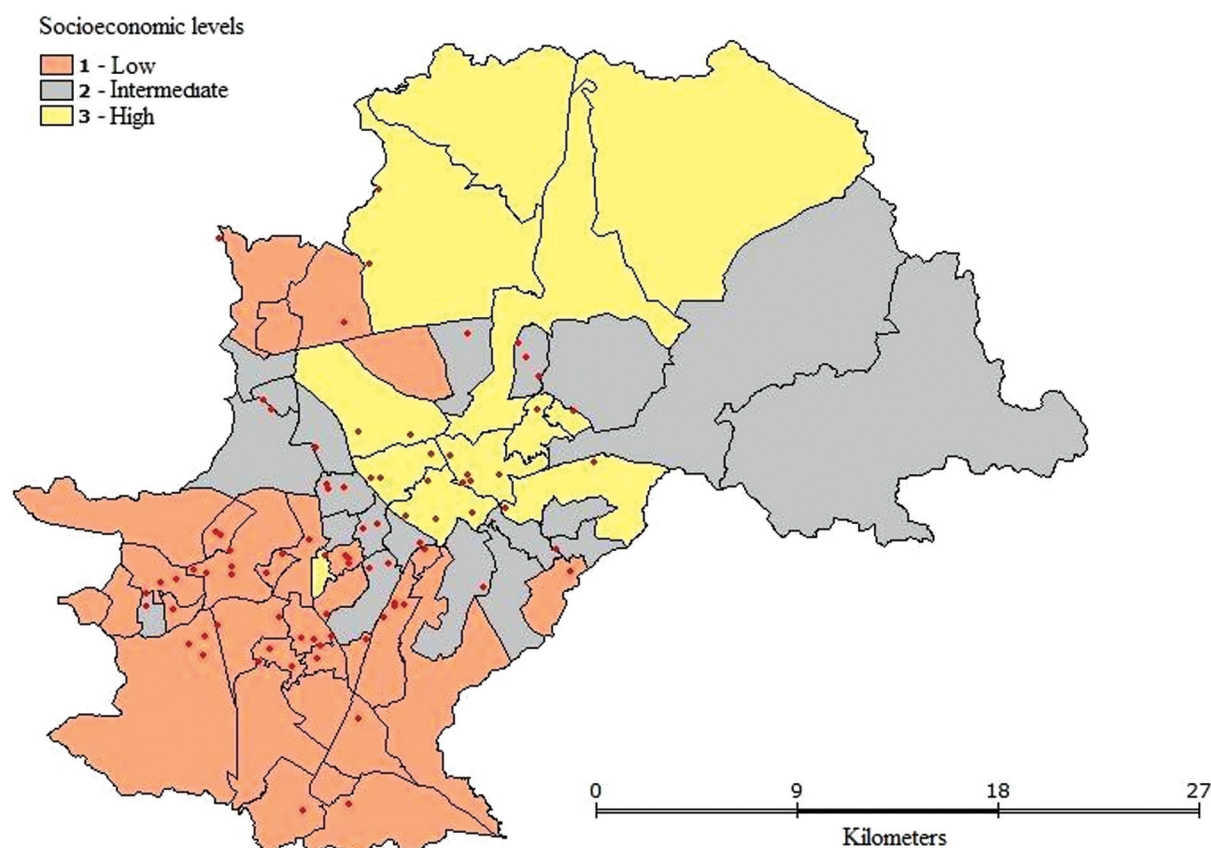 Socioeconomic levels
1 - Low
2 - Intermediate
3 - High
0 9 18 27
Kilometers